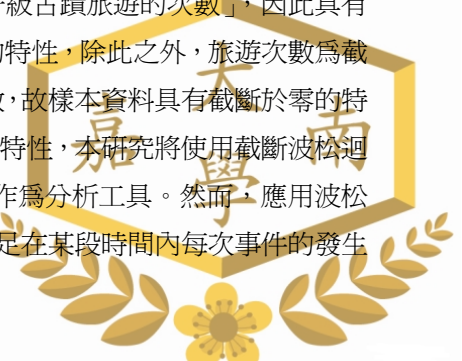 級古蹟旅遊的次數」，因此具有
的特性，除此之外，旅遊次數為截
，故樣本資料具有截斷於零的特
特性，本研究將使用截斷波松迴
作為分析工具。然而，應用波松
足在某段時間內每次事件的發生
嘉南
大學